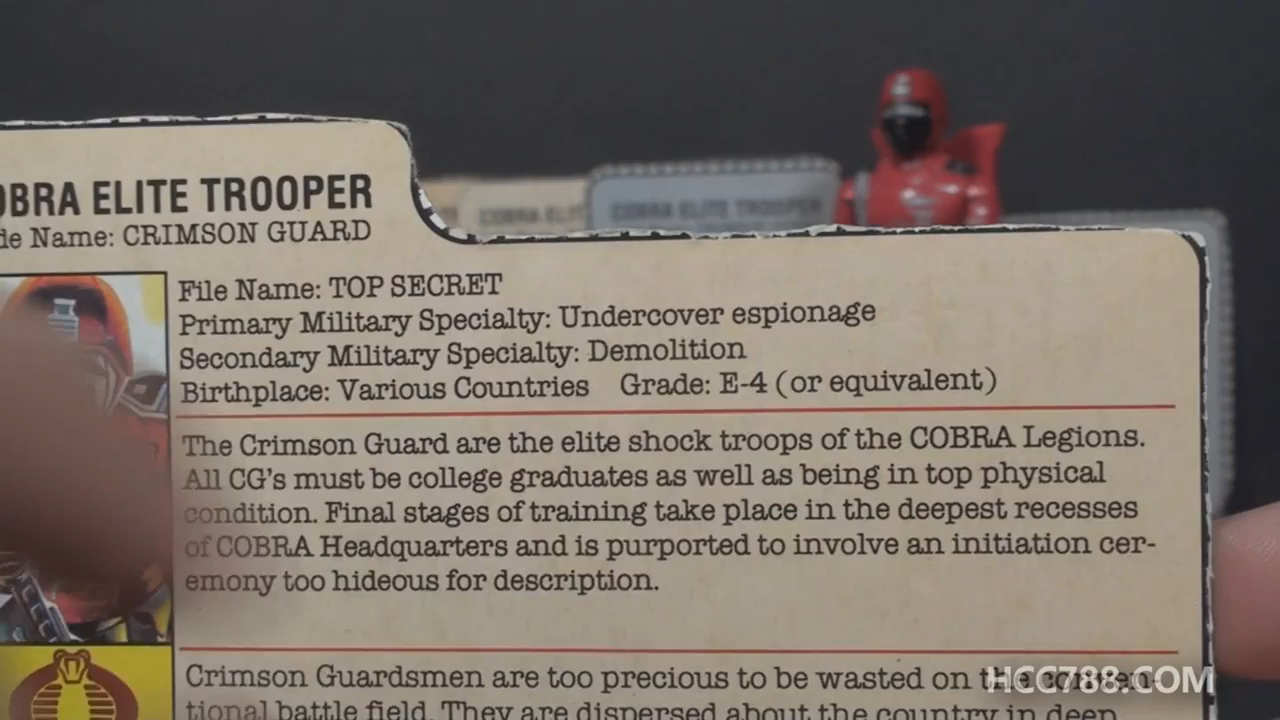 OBRA ELITE TROOPER
de Name: CRIMSON GUARD
COBRA ELIT
COBRA ELITE TROOPER
File Name: TOP SECRET
Primary Military Specialty: Undercover espionage
Secondary Military Specialty: Demolition
Birthplace: Various Countries Grade: E-4 (or equivalent)
The Crimson Guard are the elite shock troops of the COBRA Legions.
All CG's must be college graduates as well as being in top physical
condition. Final stages of training take place in the deepest recesses
of COBRA Headquarters and is purported to involve an initiation cer-
emony too hideous for description.
Crimson Guardsmen are too precious to be wasted on the conven-
tional battle field. They are dispersed about the country in deep
HCC788.COM